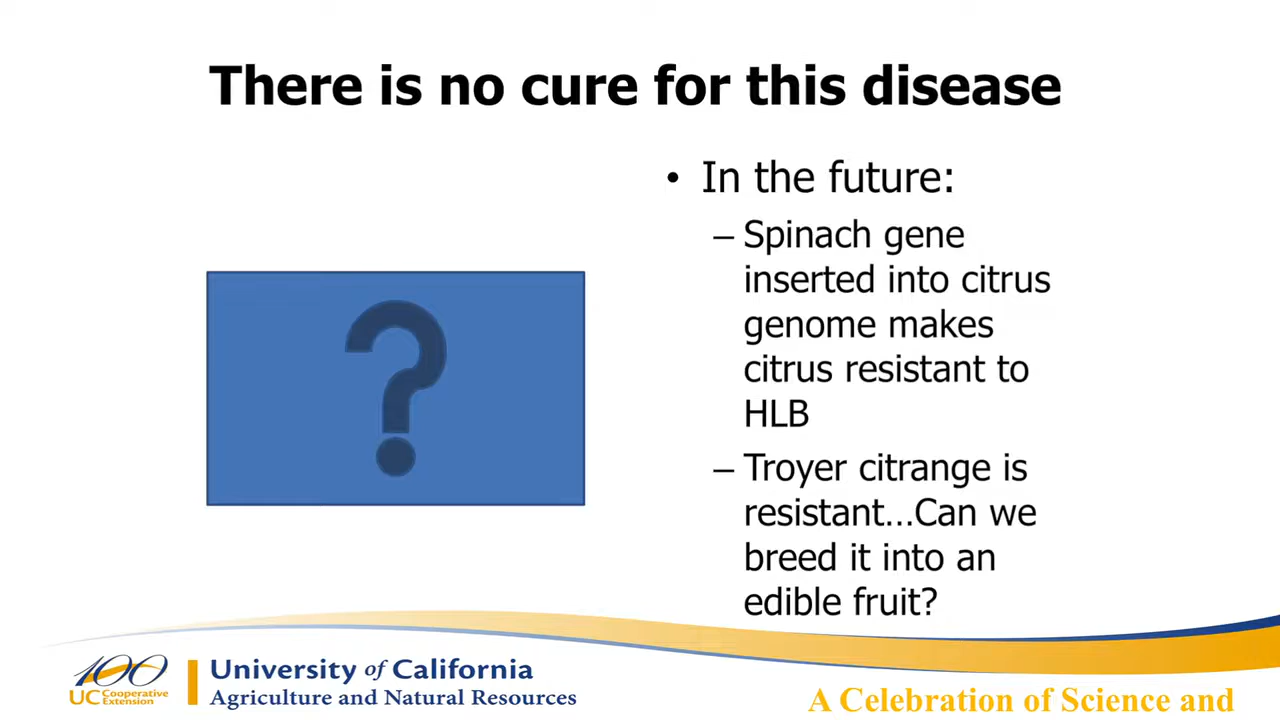 There is no cure for this disease
• In the future:
– Spinach gene
inserted into citrus
genome makes
citrus resistant to
HLB
– Troyer citrange is
resistant...Can we
breed it into an
edible fruit?
?
100
UC Cooperative
Extension
University of California
Agriculture and Natural Resources
A Celebration of Science and